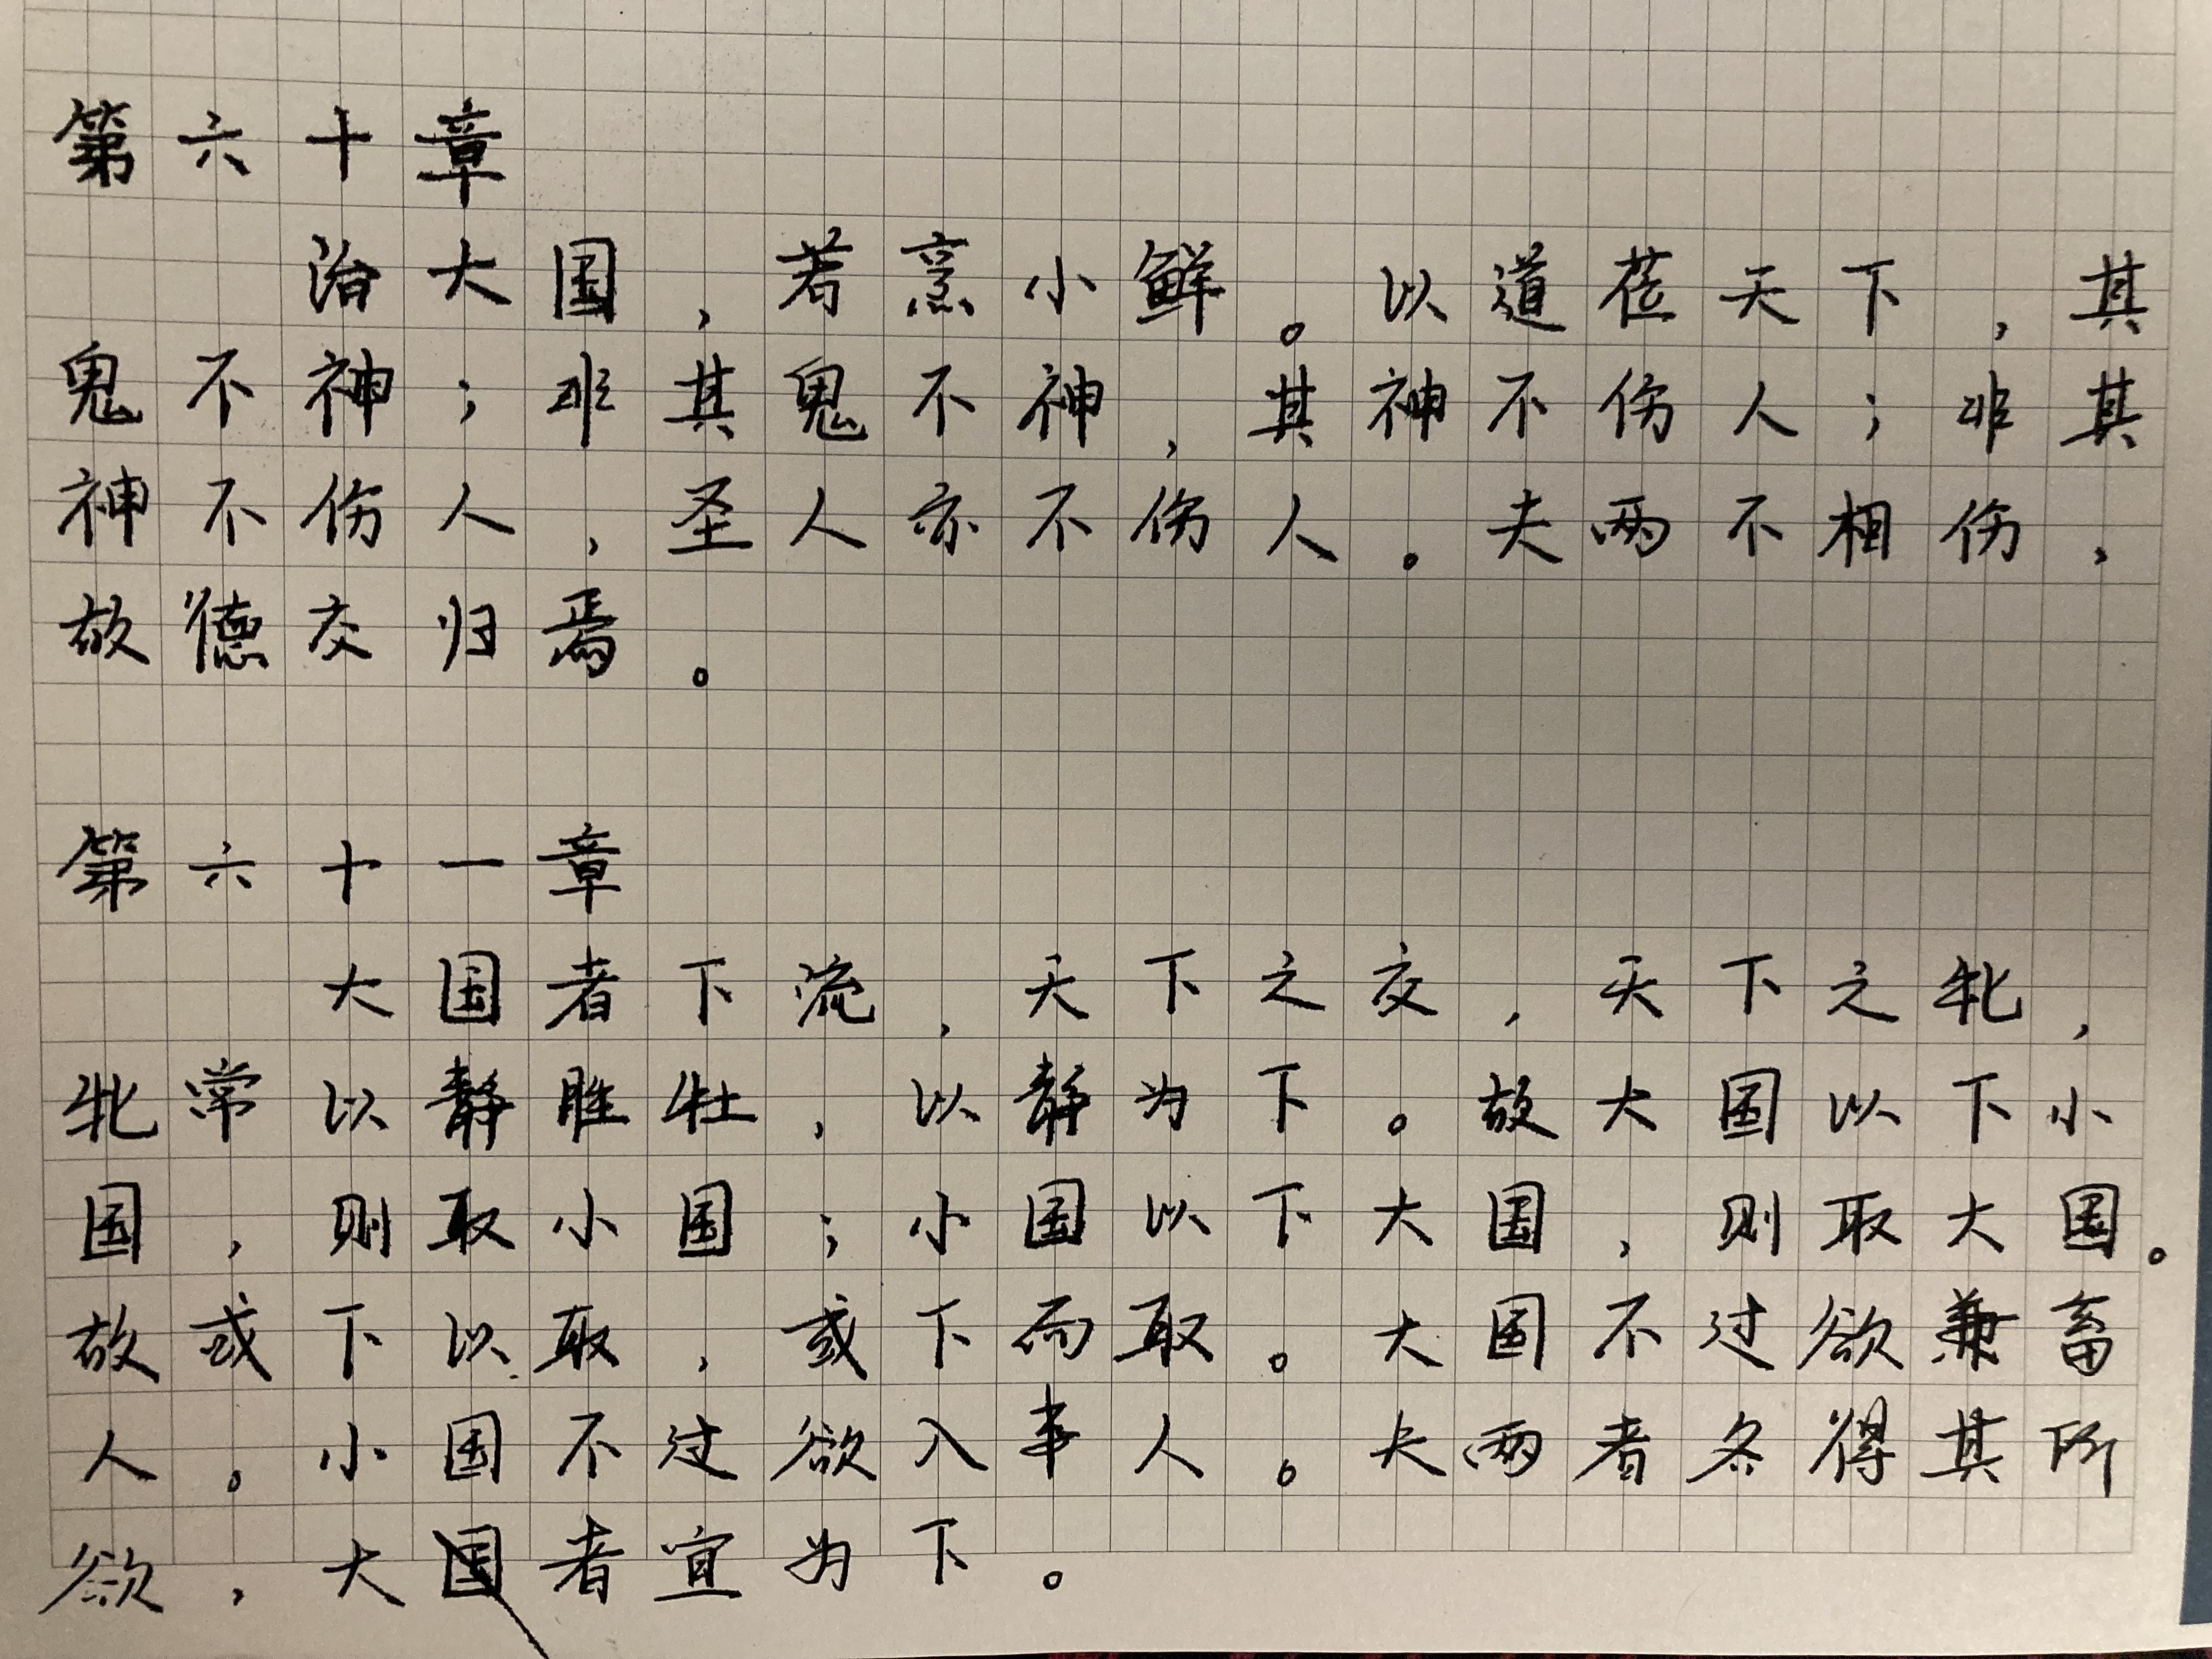 第六十章
治大国,若烹小鲜。以道莅天下,其
鬼不神;非其鬼不神,其神不伤人;非其
神不伤人,圣人亦不伤人。夫两不相伤,
故德交归焉。
第六十一章
大国者下流,天下之交,天下之牝,
牝常以静胜牡,以静为下。故大国以下小
国,则取小国;小国以下大国,则取大国。
故或下以取,或下而取。大国不过欲兼畜
人。小国不过欲入事人。夫两者各得其所
欲,大国者宜为下。